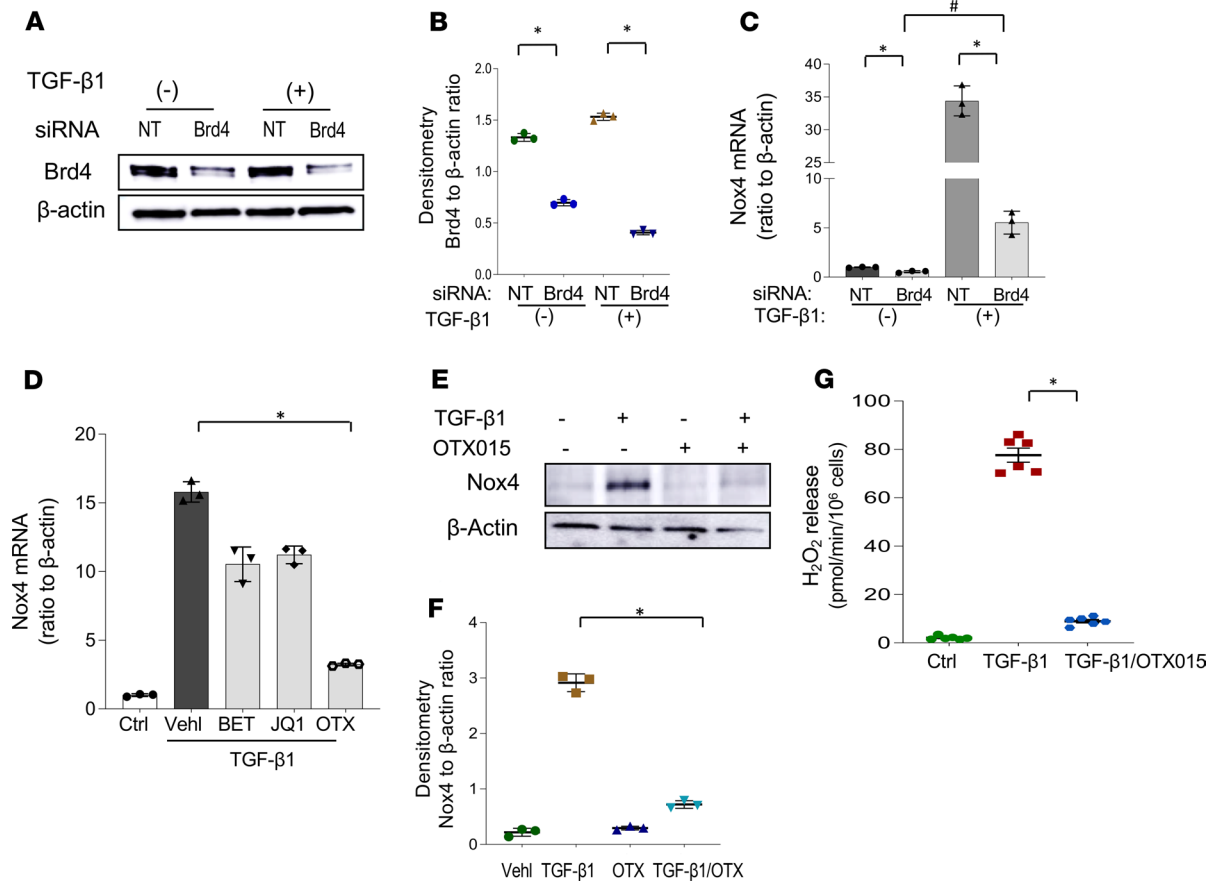 A
TGF-β1
(-)
(+)
siRNA
NT
Brd4
NT
Brd4
Brd4
β-actin
B
*
*
Densitometry
Brd4 to β-actin ratio
2.0
1.5
1.0
0.5
0.0
siRNA:
NT
Brd4
NT
Brd4
TGF-β1
(-)
(+)
C
#
*
*
Nox4 mRNA
(ratio to β-actin)
40
35
30
25
10
5
0
siRNA:
NT
Brd4
NT
Brd4
TGF-β1:
(-)
(+)
D
*
Nox4 mRNA
(ratio to β-actin)
20
15
10
5
0
Ctrl
Vehl
BET
JQ1
OTX
TGF-β1
E
TGF-β1
- + - +
OTX015
- - + +
Nox4
β-Actin
F
*
Densitometry
Nox4 to β-actin ratio
4
3
2
1
0
Vehl
TGF-β1
OTX
TGF-β1/OTX
G
*
H₂O₂ release
(pmol/min/10⁶ cells)
100
80
60
40
20
0
Ctrl
TGF-β1
TGF-β1/OTX015